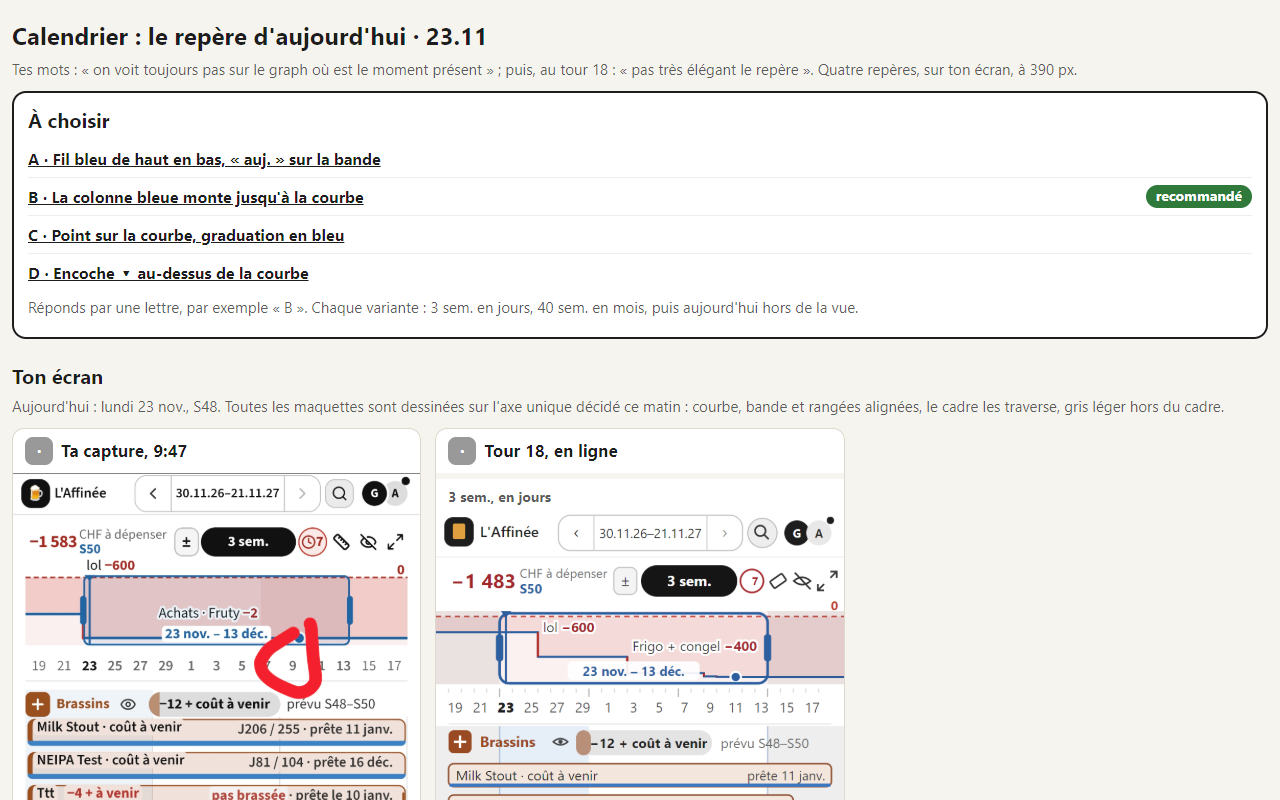 Calendrier : le repère d'aujourd'hui · 23.11
Tes mots : « on voit toujours pas sur le graph où est le moment présent » ; puis, au tour 18 : « pas très élégant le repère ». Quatre repères, sur ton écran, à 390 px.
À choisir
A · Fil bleu de haut en bas, « auj. » sur la bande
B · La colonne bleue monte jusqu'à la courbe
recommandé
C · Point sur la courbe, graduation en bleu
D · Encoche ▼ au-dessus de la courbe
Réponds par une lettre, par exemple « B ». Chaque variante : 3 sem. en jours, 40 sem. en mois, puis aujourd'hui hors de la vue.
Ton écran
Aujourd'hui : lundi 23 nov., S48. Toutes les maquettes sont dessinées sur l'axe unique décidé ce matin : courbe, bande et rangées alignées, le cadre les traverse, gris léger hors du cadre.
Ta capture, 9:47
L'Affinée
30.11.26–21.11.27
G A
−1 583 CHF à dépenser
S50
±
3 sem.
7
lol −600
0
Achats · Fruty −2
23 nov. – 13 déc.
19 21 23 25 27 29 1 3 5 7 9 11 13 15 17
+ Brassins
−12 + coût à venir
prévu S48–S50
Milk Stout · coût à venir
J206 / 255 · prête 11 janv.
NEIPA Test · coût à venir
J81 / 104 · prête 16 déc.
Ttt −4 + à venir
pas brassée · prête le 10 janv.
Tour 18, en ligne
3 sem., en jours
L'Affinée
30.11.26–21.11.27
G A
−1 483 CHF à dépenser
S50
±
3 sem.
7
0
lol −600
Frigo + congel −400
23 nov. – 13 déc.
19 21 23 25 27 29 1 3 5 7 9 11 13 15 17
+ Brassins
−12 + coût à venir
prévu S48–S50
Milk Stout · coût à venir
prête 11 janv.